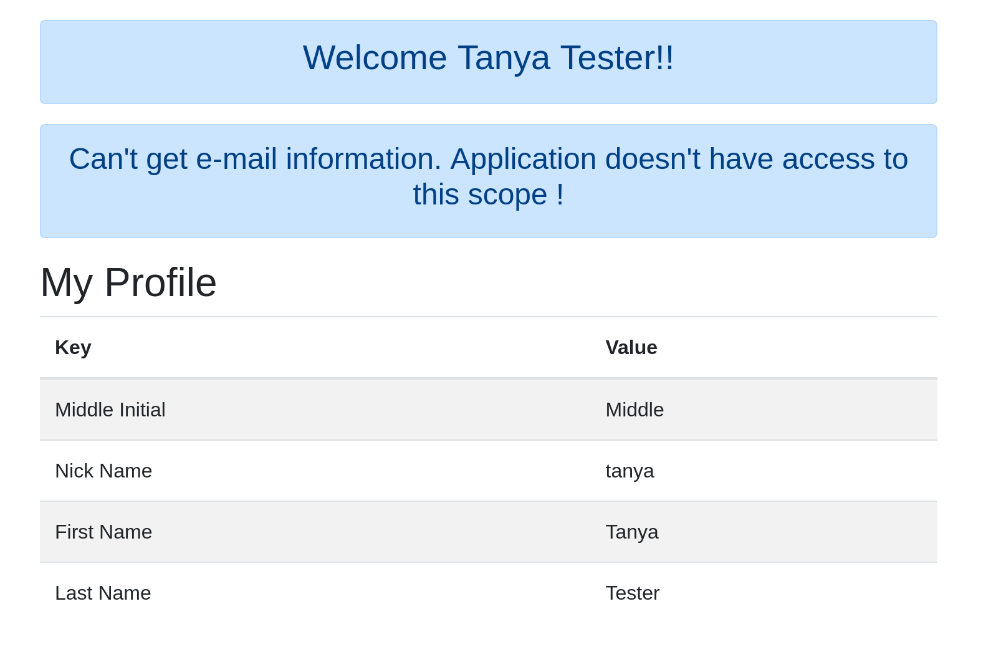 Welcome Tanya Tester!!
Can't get e-mail information. Application doesn't have access to
this scope !
My Profile
Key Value
Middle Initial Middle
Nick Name tanya
First Name Tanya
Last Name Tester